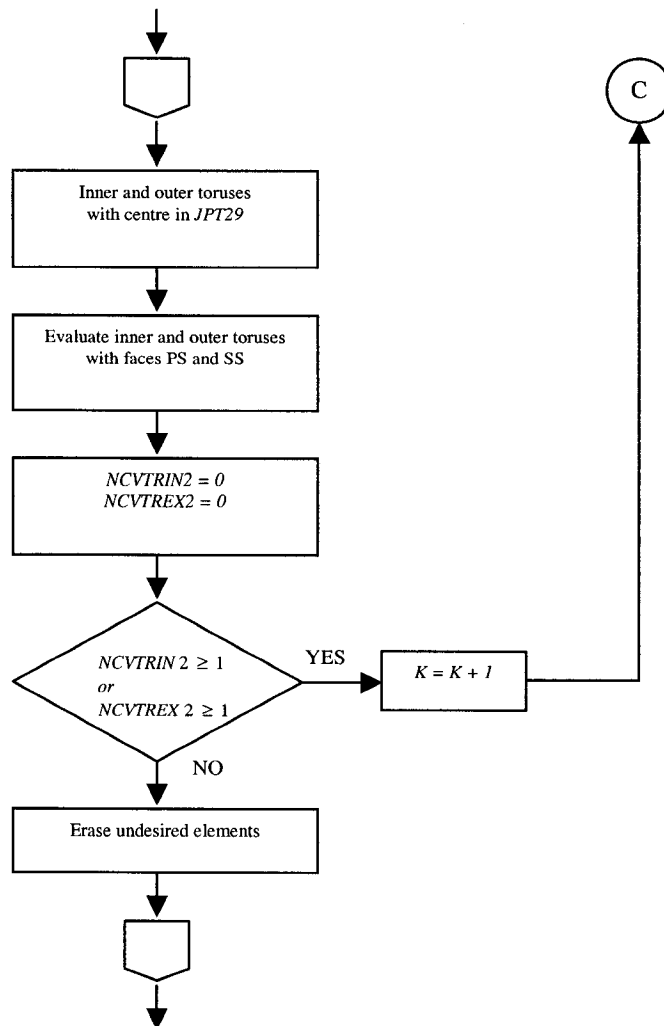 C
Inner and outer toruses
with centre in JPT29
Evaluate inner and outer toruses
with faces PS and SS
NCVTRIN2 = 0
NCVTREX2 = 0
NCVTRIN 2 ≥ 1
or
NCVTREX 2 ≥ 1
YES
K = K + 1
NO
Erase undesired elements